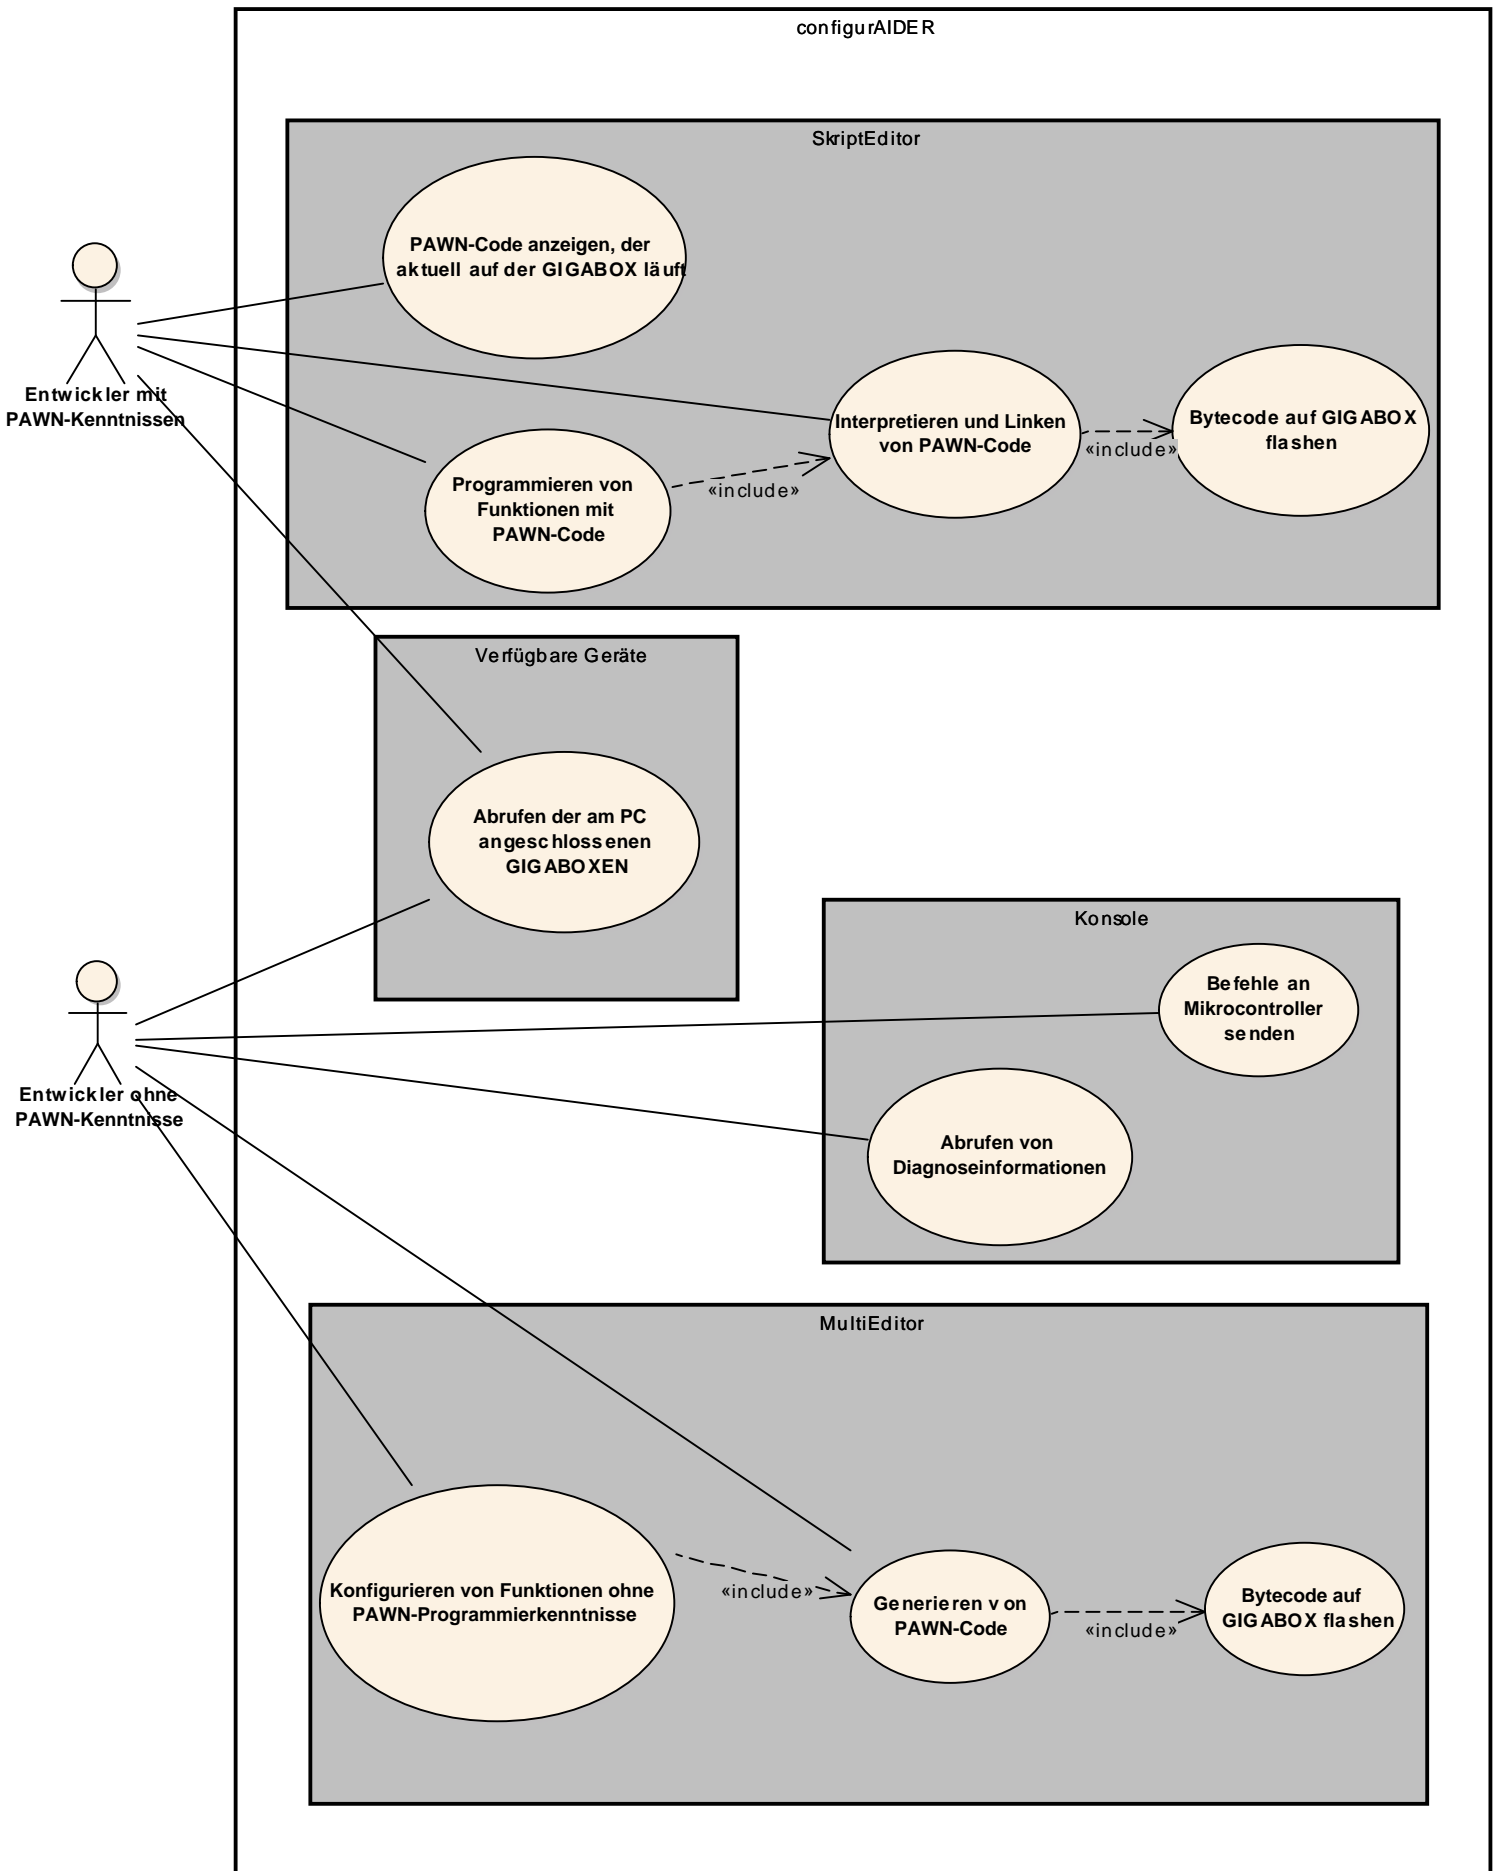 configurAIDER
SkriptEditor
PAWN-Code anzeigen, der
aktuell auf der GIGABOX läuft
Entwickler mit
PAWN-Kenntnissen
Interpretieren und Linken
von PAWN-Code
«include»
Bytecode auf GIGABOX
flashen
Programmieren von
Funktionen mit
PAWN-Code
«include»
Verfügbare Geräte
Abrufen der am PC
angeschlossenen
GIGABOXEN
Konsole
Befehle an
Mikrocontroller
senden
Entwickler ohne
PAWN-Kenntnisse
Abrufen von
Diagnoseinformationen
MultiEditor
Konfigurieren von Funktionen ohne
PAWN-Programmierkenntnisse
«include»
Generieren von
PAWN-Code
«include»
Bytecode auf
GIGABOX flashen